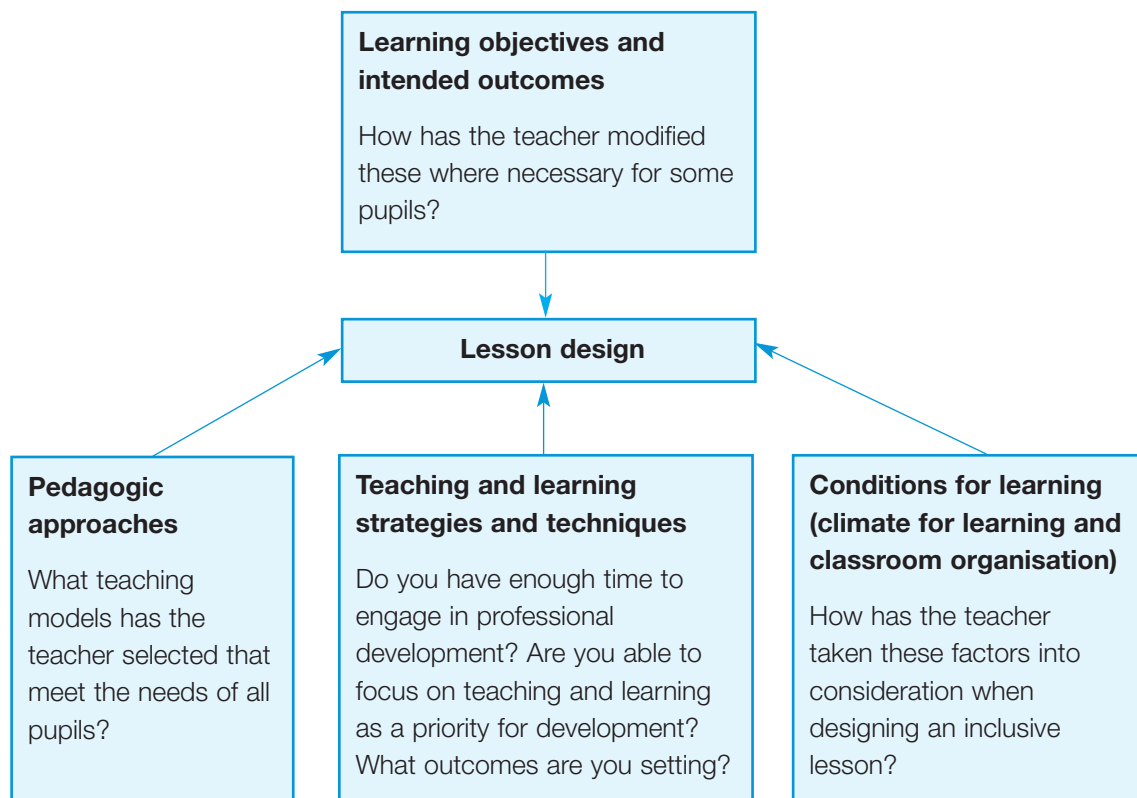 Learning objectives and
intended outcomes
How has the teacher modified
these where necessary for some
pupils?
Lesson design
Pedagogic
approaches
What teaching
models has the
teacher selected that
meet the needs of all
pupils?
Teaching and learning
strategies and techniques
Do you have enough time to
engage in professional
development? Are you able to
focus on teaching and learning
as a priority for development?
What outcomes are you setting?
Conditions for learning
(climate for learning and
classroom organisation)
How has the teacher
taken these factors into
consideration when
designing an inclusive
lesson?